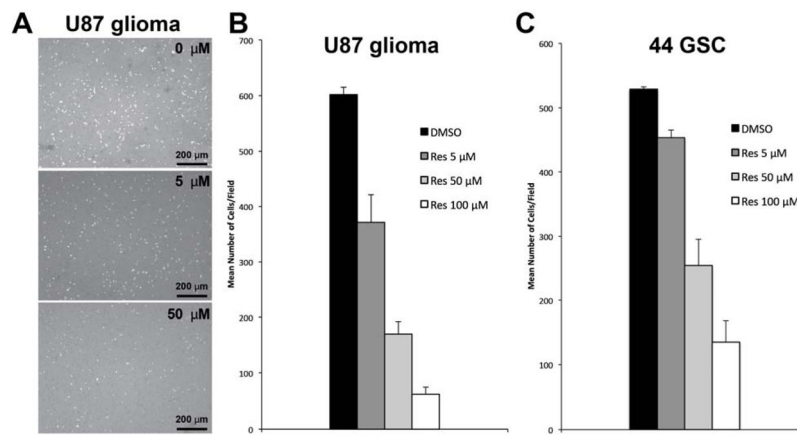 A
U87 glioma
0 μM
200 μm
5 μM
200 μm
50 μM
200 μm
B
U87 glioma
Mean Number of Cells/Field
700
600
500
400
300
200
100
0
DMSO
Res 5 μM
Res 50 μM
Res 100 μM
C
44 GSC
Mean Number of Cells/Field
600
500
400
300
200
100
0
DMSO
Res 5 μM
Res 50 μM
Res 100 μM